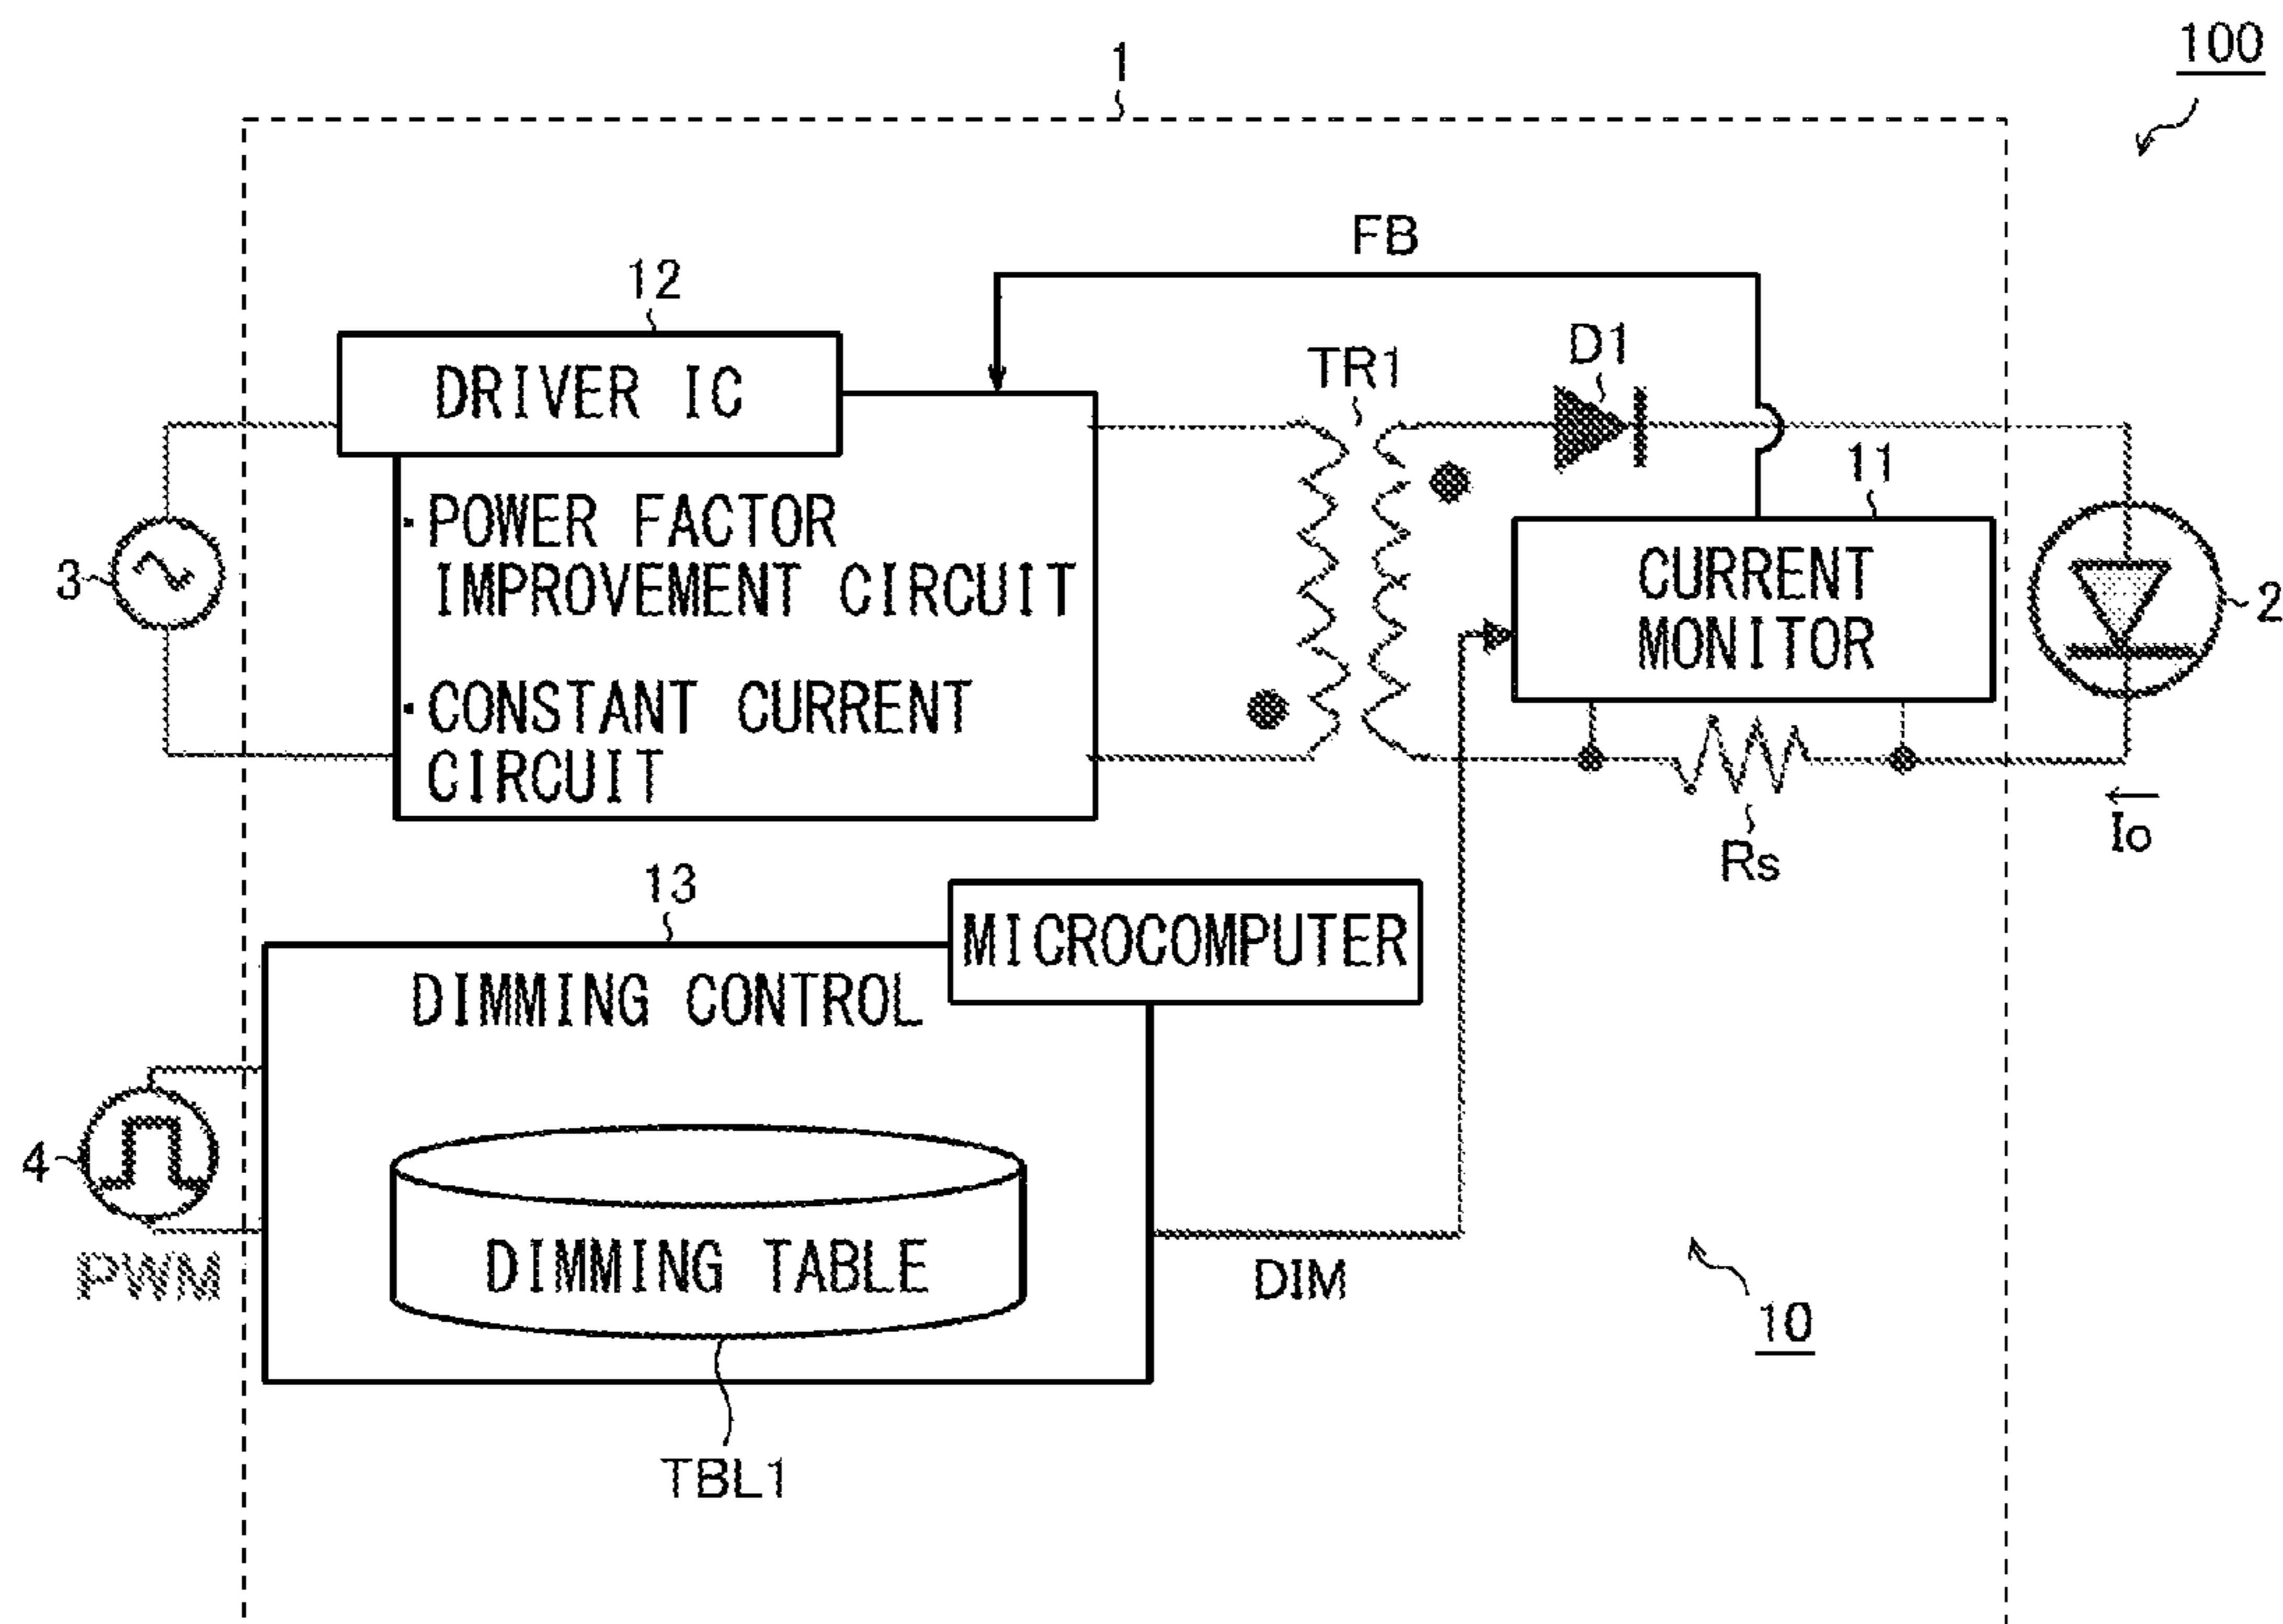 100
1
FB
12
DRIVER IC
TR1
D1
11
· POWER FACTOR
IMPROVEMENT CIRCUIT
· CONSTANT CURRENT
CIRCUIT
CURRENT
MONITOR
3
2
Rs
Io
13
MICROCOMPUTER
DIMMING CONTROL
4
PWM
DIMMING TABLE
DIM
10
TBL1